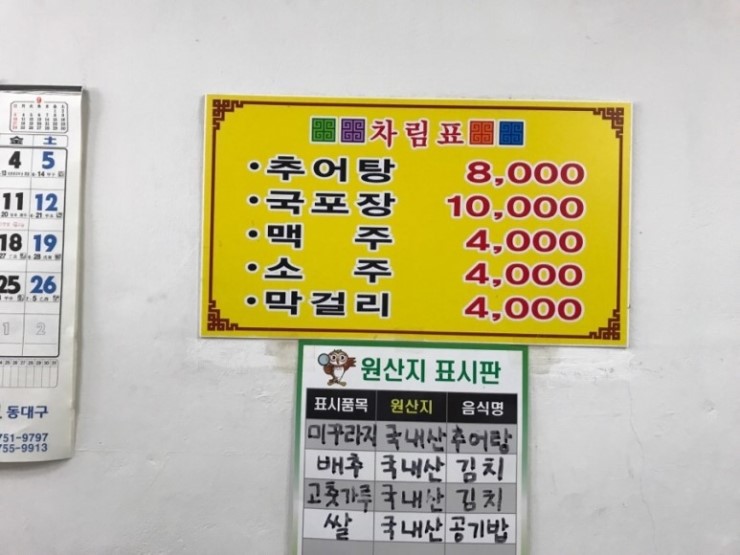 차림표
·추어탕 8,000
·국포장 10,000
·맥 주 4,000
·소 주 4,000
·막걸리 4,000
원산지 표시판
표시품목 원산지 음식명
미꾸라지 국내산 추어탕
배추 국내산 김치
고춧가루 국내산 김치
쌀 국내산 공기밥
金 土
4 5
11 12
18 19
25 26
1 2
동대구
751-9797
755-9913